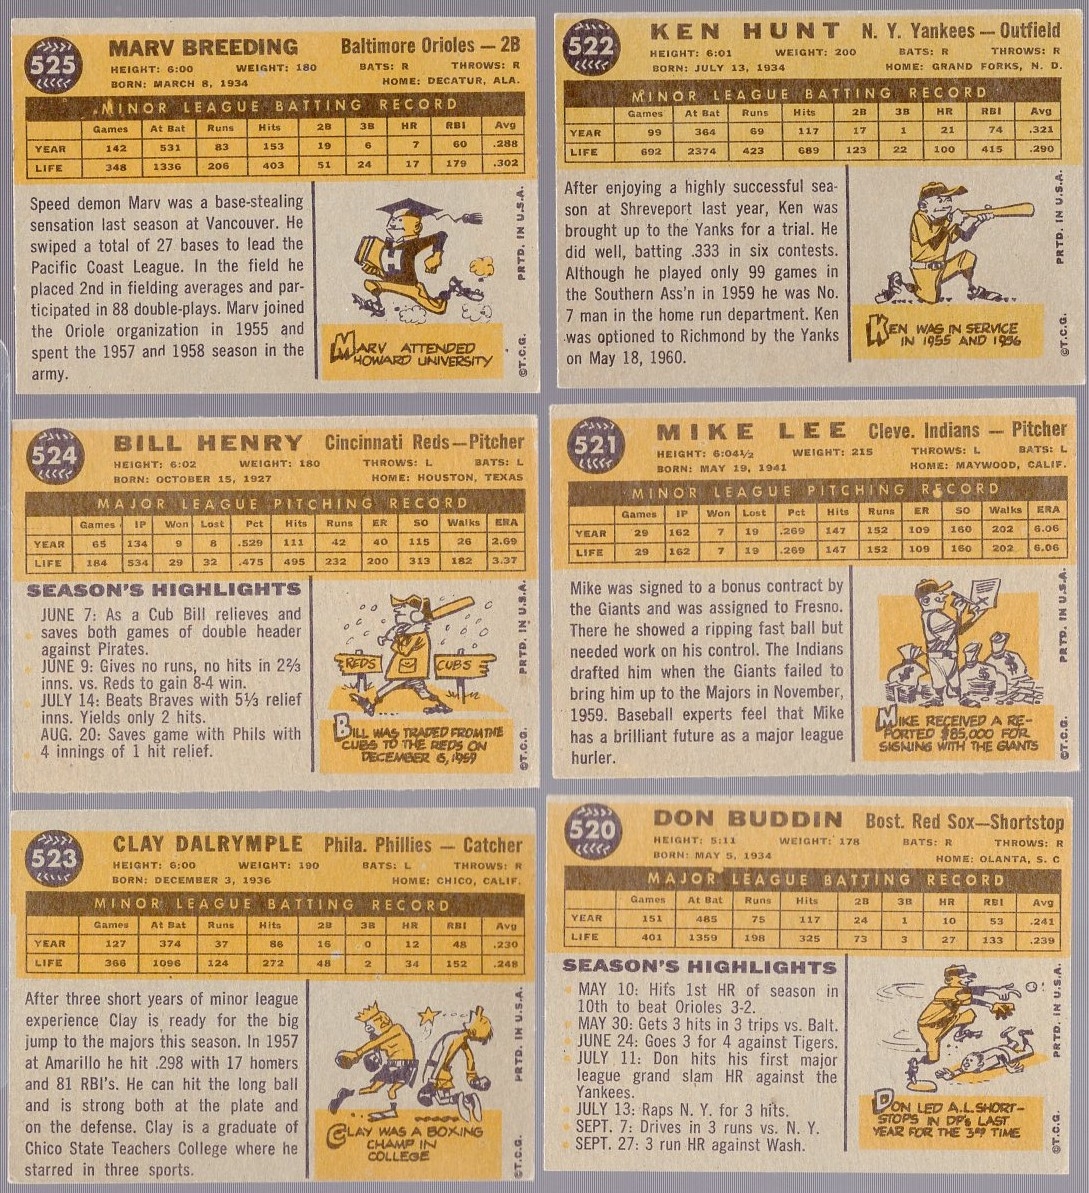 525
MARV BREEDING Baltimore Orioles — 2B
HEIGHT: 6:00 WEIGHT: 180 BATS: R THROWS: R
BORN: MARCH 8, 1934 HOME: DECATUR, ALA.
MINOR LEAGUE BATTING RECORD
Games At Bat Runs Hits 2B 3B HR RBI Avg
YEAR 142 531 83 153 19 6 7 60 .288
LIFE 348 1336 206 403 51 24 17 179 .302
Speed demon Marv was a base-stealing
sensation last season at Vancouver. He
swiped a total of 27 bases to lead the
Pacific Coast League. In the field he
placed 2nd in fielding averages and par-
ticipated in 88 double-plays. Marv joined
the Oriole organization in 1955 and
spent the 1957 and 1958 season in the
army.
H
MARV ATTENDED
HOWARD UNIVERSITY
©T.C.G. PRTD. IN U.S.A.
522
KEN HUNT N. Y. Yankees — Outfield
HEIGHT: 6:01 WEIGHT: 200 BATS: R THROWS: R
BORN: JULY 13, 1934 HOME: GRAND FORKS, N. D.
MINOR LEAGUE BATTING RECORD
Games At Bat Runs Hits 2B 3B HR RBI Avg
YEAR 99 364 69 117 17 1 21 74 .321
LIFE 692 2374 423 689 123 22 100 415 .290
After enjoying a highly successful sea-
son at Shreveport last year, Ken was
brought up to the Yanks for a trial. He
did well, batting .333 in six contests.
Although he played only 99 games in
the Southern Ass'n in 1959 he was No.
7 man in the home run department. Ken
was optioned to Richmond by the Yanks
on May 18, 1960.
KEN WAS IN SERVICE
IN 1955 AND 1956
©T.C.G. PRTD. IN U.S.A.
524
BILL HENRY Cincinnati Reds—Pitcher
HEIGHT: 6:02 WEIGHT: 180 THROWS: L BATS: L
BORN: OCTOBER 15, 1927 HOME: HOUSTON, TEXAS
MAJOR LEAGUE PITCHING RECORD
Games IP Won Lost Pct Hits Runs ER SO Walks ERA
YEAR 65 134 9 8 .529 111 42 40 115 26 2.69
LIFE 184 534 29 32 .475 495 232 200 313 182 3.37
SEASON'S HIGHLIGHTS
JUNE 7: As a Cub Bill relieves and
saves both games of double header
against Pirates.
JUNE 9: Gives no runs, no hits in 2⅔
inns. vs. Reds to gain 8-4 win.
JULY 14: Beats Braves with 5⅓ relief
inns. Yields only 2 hits.
AUG. 20: Saves game with Phils with
4 innings of 1 hit relief.
REDS CUBS
BILL WAS TRADED FROM THE
CUBS TO THE REDS ON
DECEMBER 6, 1959
©T.C.G. PRTD. IN U.S.A.
521
MIKE LEE Cleve. Indians — Pitcher
HEIGHT: 6:04½ WEIGHT: 215 THROWS: L BATS: L
BORN: MAY 19, 1941 HOME: MAYWOOD, CALIF.
MINOR LEAGUE PITCHING RECORD
Games IP Won Lost Pct Hits Runs ER SO Walks ERA
YEAR 29 162 7 19 .269 147 152 109 160 202 6.06
LIFE 29 162 7 19 .269 147 152 109 160 202 6.06
Mike was signed to a bonus contract by
the Giants and was assigned to Fresno.
There he showed a ripping fast ball but
needed work on his control. The Indians
drafted him when the Giants failed to
bring him up to the Majors in November,
1959. Baseball experts feel that Mike
has a brilliant future as a major league
hurler.
MIKE RECEIVED A RE-
PORTED $85,000 FOR
SIGNING WITH THE GIANTS
©T.C.G. PRTD. IN U.S.A.
523
CLAY DALRYMPLE Phila. Phillies — Catcher
HEIGHT: 6:00 WEIGHT: 190 BATS: L THROWS: R
BORN: DECEMBER 3, 1936 HOME: CHICO, CALIF.
MINOR LEAGUE BATTING RECORD
Games At Bat Runs Hits 2B 3B HR RBI Avg
YEAR 127 374 37 86 16 0 12 48 .230
LIFE 366 1096 124 272 48 2 34 152 .248
After three short years of minor league
experience Clay is ready for the big
jump to the majors this season. In 1957
at Amarillo he hit .298 with 17 homers
and 81 RBI's. He can hit the long ball
and is strong both at the plate and
on the defense. Clay is a graduate of
Chico State Teachers College where he
starred in three sports.
CLAY WAS A BOXING
CHAMP IN
COLLEGE
©T.C.G. PRTD. IN U.S.A.
520
DON BUDDIN Bost. Red Sox—Shortstop
HEIGHT: 5:11 WEIGHT: 178 BATS: R THROWS: R
BORN: MAY 5, 1934 HOME: OLANTA, S. C
MAJOR LEAGUE BATTING RECORD
Games At Bat Runs Hits 2B 3B HR RBI Avg
YEAR 151 485 75 117 24 1 10 53 .241
LIFE 401 1359 198 325 73 3 27 133 .239
SEASON'S HIGHLIGHTS
MAY 10: Hits 1st HR of season in
10th to beat Orioles 3-2.
MAY 30: Gets 3 hits in 3 trips vs. Balt.
JUNE 24: Goes 3 for 4 against Tigers.
JULY 11: Don hits his first major
league grand slam HR against the
Yankees.
JULY 13: Raps N. Y. for 3 hits.
SEPT. 7: Drives in 3 runs vs. N. Y.
SEPT. 27: 3 run HR against Wash.
DON LED A.L. SHORT-
STOPS IN DP's LAST
YEAR FOR THE 3RD TIME
©T.C.G. PRTD. IN U.S.A.